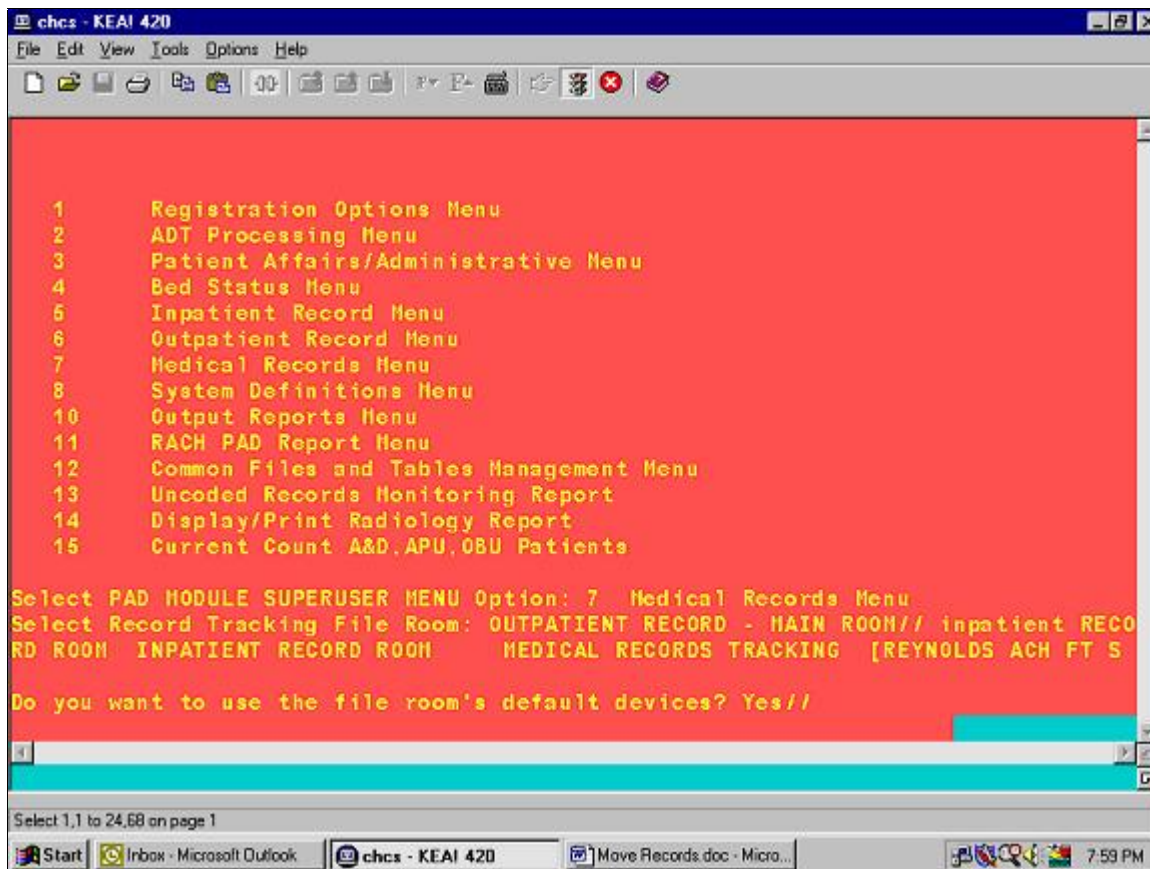 chcs - KEA! 420
File Edit View Tools Options Help
1 Registration Options Menu
2 ADT Processing Menu
3 Patient Affairs/Administrative Menu
4 Bed Status Menu
5 Inpatient Record Menu
6 Outpatient Record Menu
7 Medical Records Menu
8 System Definitions Menu
10 Output Reports Menu
11 RACH PAD Report Menu
12 Common Files and Tables Management Menu
13 Uncoded Records Monitoring Report
14 Display/Print Radiology Report
15 Current Count A&D,APU,OBU Patients
Select PAD MODULE SUPERUSER MENU Option: 7 Medical Records Menu
Select Record Tracking File Room: OUTPATIENT RECORD - MAIN ROOM// inpatient RECO
RD ROOM INPATIENT RECORD ROOM MEDICAL RECORDS TRACKING [REYNOLDS ACH FT S
Do you want to use the file room's default devices? Yes//
Select 1,1 to 24,68 on page 1
Start Inbox - Microsoft Outlook chcs - KEA! 420 Move Records.doc - Micro... 7:59 PM